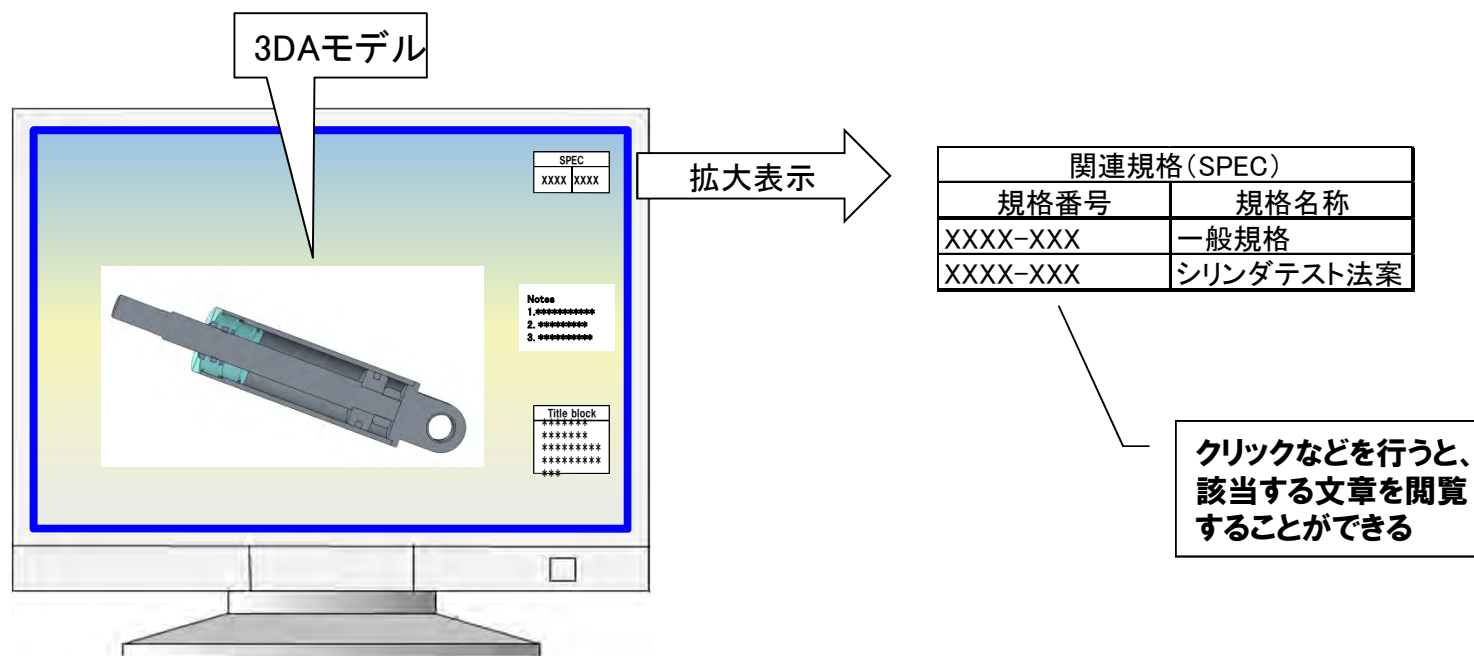 3DAモデル
SPEC
XXXX XXXX
拡大表示
関連規格(SPEC)
規格番号 規格名称
XXXX-XXX 一般規格
XXXX-XXX シリンダテスト法案
Notes
1.***********
2. *********
3. **********
Title block
*******
*******
*********
*********
***
クリックなどを行うと、
該当する文章を閲覧
することができる